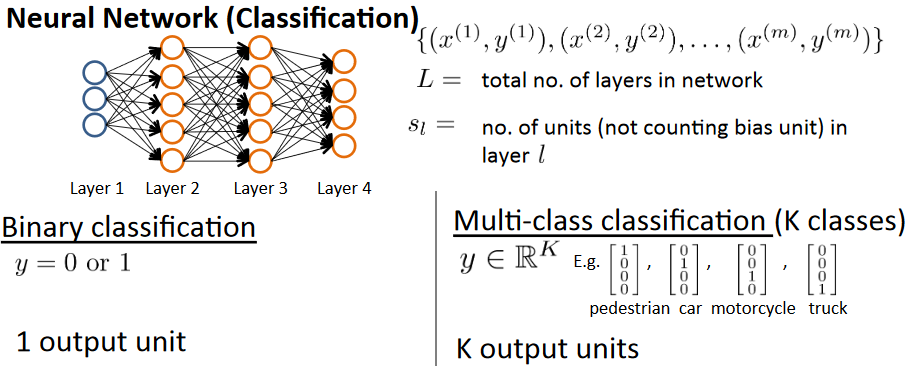 Neural Network (Classification)
{(x^(1), y^(1)), (x^(2), y^(2)), . . . , (x^(m), y^(m))}
L = total no. of layers in network
s_l = no. of units (not counting bias unit) in
layer l
Layer 1 Layer 2 Layer 3 Layer 4
Binary classification
y = 0 or 1
1 output unit
Multi-class classification (K classes)
y ∈ ℝ^K E.g. [1 0 0 0] , [0 1 0 0] , [0 0 1 0] , [0 0 0 1]
pedestrian car motorcycle truck
K output units